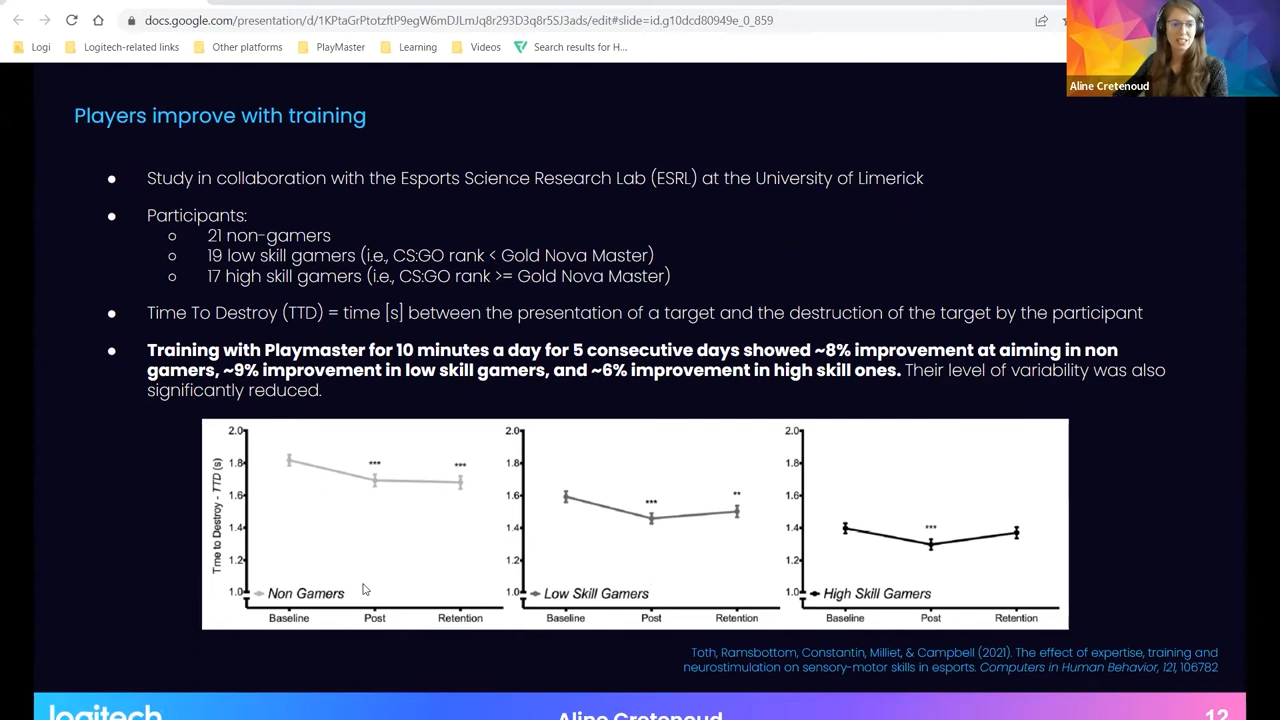 docs.google.com/presentation/d/1KPtaGrPbotzftP9egW6mDJLmJq8r293D3q8r5SJ3ads/edit#slide=id.g10dcd80949e_0_859
Logi Logitech-related links Other platforms PlayMaster Learning Videos Search results for H...
Aline Cretenoud
Players improve with training
● Study in collaboration with the Esports Science Research Lab (ESRL) at the University of Limerick
● Participants:
○ 21 non-gamers
○ 19 low skill gamers (i.e., CS:GO rank < Gold Nova Master)
○ 17 high skill gamers (i.e., CS:GO rank >= Gold Nova Master)
● Time To Destroy (TTD) = time [s] between the presentation of a target and the destruction of the target by the participant
● Training with Playmaster for 10 minutes a day for 5 consecutive days showed ~8% improvement at aiming in non
gamers, ~9% improvement in low skill gamers, and ~6% improvement in high skill ones. Their level of variability was also
significantly reduced.
Time to Destroy - TTD (s)
2.0
1.8
1.6
1.4
1.2
1.0
*** ***
Non Gamers
Baseline Post Retention
2.0
1.8
1.6
1.4
1.2
1.0
*** **
Low Skill Gamers
Baseline Post Retention
2.0
1.8
1.6
1.4
1.2
1.0
***
High Skill Gamers
Baseline Post Retention
Toth, Ramsbottom, Constantin, Milliet, & Campbell (2021). The effect of expertise, training and
neurostimulation on sensory-motor skills in esports. Computers in Human Behavior, 121, 106782
logitech Aline Cretenoud 12